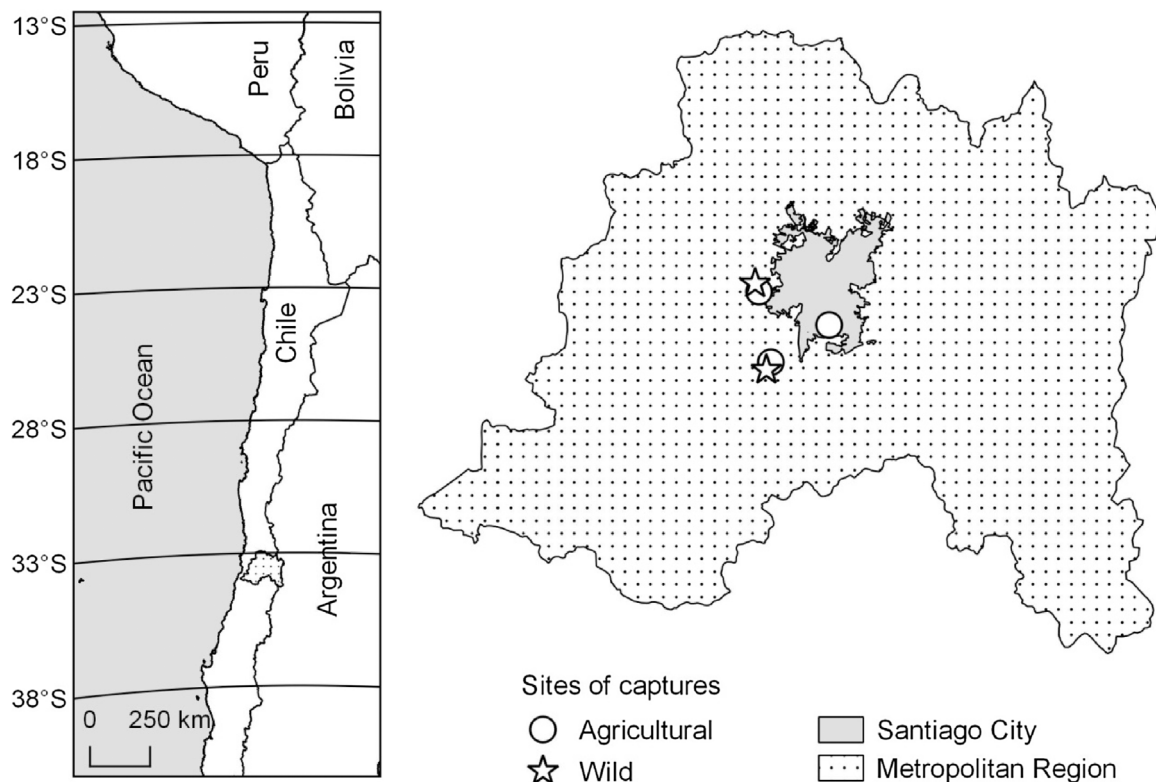 13°S
Peru
Bolivia
18°S
23°S
Chile
Pacific Ocean
28°S
33°S
Argentina
38°S
0 250 km
Sites of captures
Agricultural
Wild
Santiago City
Metropolitan Region